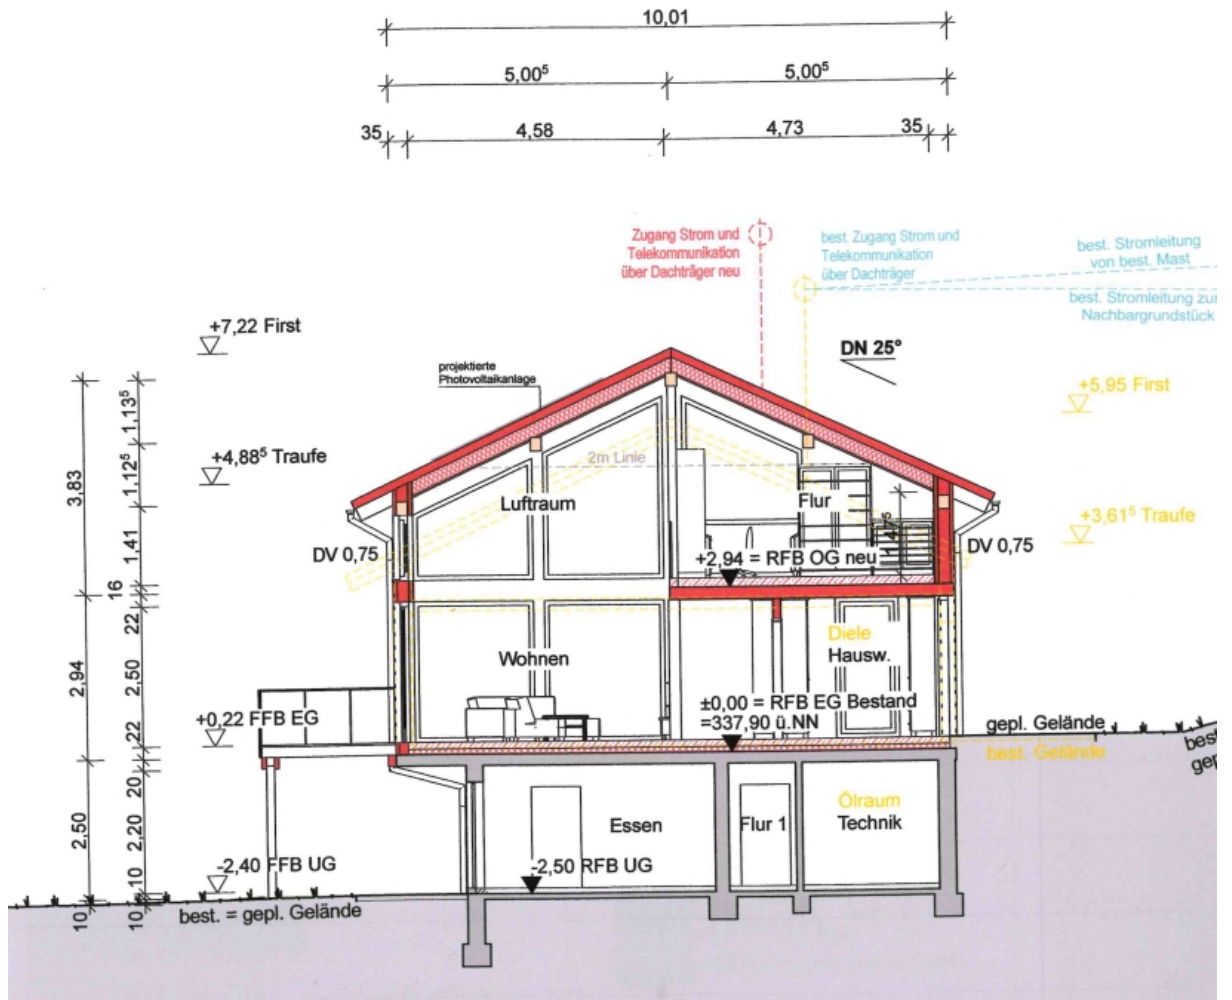 10,01
5,00⁵
5,00⁵
35
4,58
4,73
35
Zugang Strom und
Telekommunikation
über Dachträger neu
best. Zugang Strom und
Telekommunikation
über Dachträger
best. Stromleitung
von best. Mast
best. Stromleitung zur
Nachbargrundstück
+7,22 First
DN 25°
projektierte
Photovoltaikanlage
+5,95 First
1,13⁵
+4,88⁵ Traufe
2m Linie
3,83
1,12⁵
Luftraum
Flur
+3,61⁵ Traufe
1,41
DV 0,75
DV 0,75
+2,94 = RFB OG neu
16
22
Diele
Hausw.
Wohnen
2,94
2,50
±0,00 = RFB EG Bestand
=337,90 ü.NN
+0,22 FFB EG
22
gepl. Gelände
best. Gelände
best
gep
20
Ölraum
Technik
Essen
Flur 1
2,50
2,20
-2,40 FFB UG
-2,50 RFB UG
10
best. = gepl. Gelände
10
10